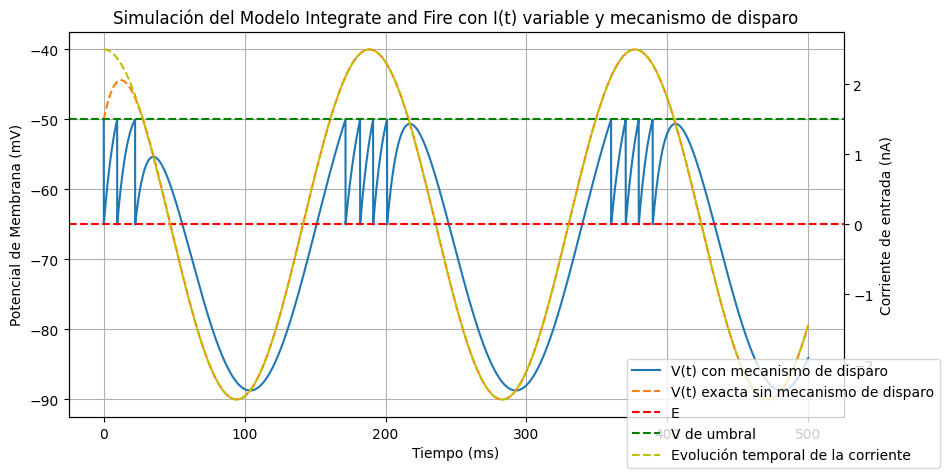 Simulación del Modelo Integrate and Fire con I(t) variable y mecanismo de disparo
Potencial de Membrana (mV)
−40
−50
−60
−70
−80
−90
0
100
200
300
400
500
Tiempo (ms)
2
1
0
−1
−2
Corriente de entrada (nA)
V(t) con mecanismo de disparo
V(t) exacta sin mecanismo de disparo
E
V de umbral
Evolución temporal de la corriente